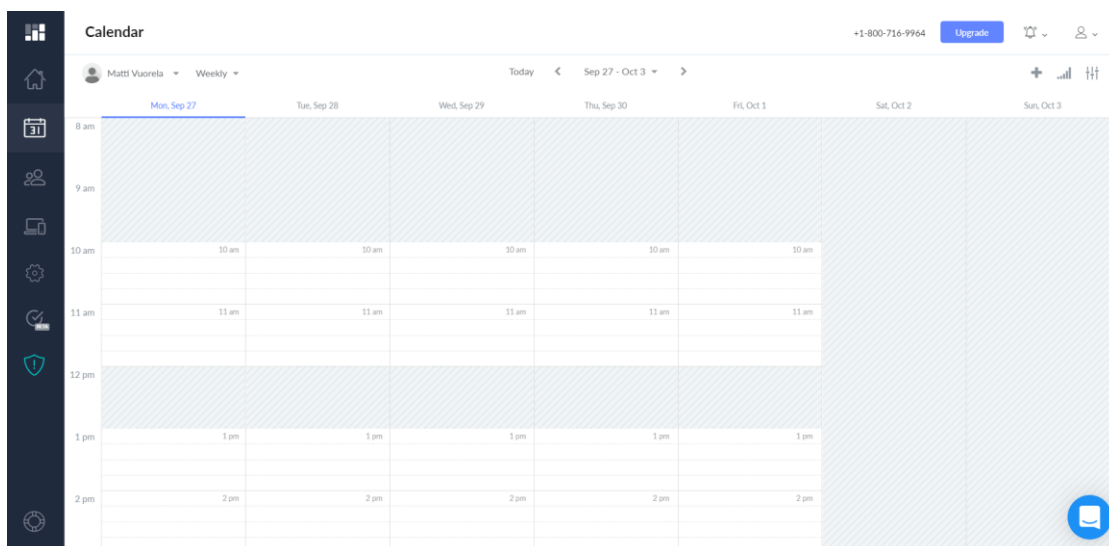 Calendar
+1-800-716-9964 Upgrade
Matti Vuorela Weekly Today Sep 27 - Oct 3
Mon, Sep 27 Tue, Sep 28 Wed, Sep 29 Thu, Sep 30 Fri, Oct 1 Sat, Oct 2 Sun, Oct 3
31
8 am
9 am
10 am 10 am 10 am 10 am 10 am 10 am
11 am 11 am 11 am 11 am 11 am 11 am
BETA
12 pm
1 pm 1 pm 1 pm 1 pm 1 pm 1 pm
2 pm 2 pm 2 pm 2 pm 2 pm 2 pm